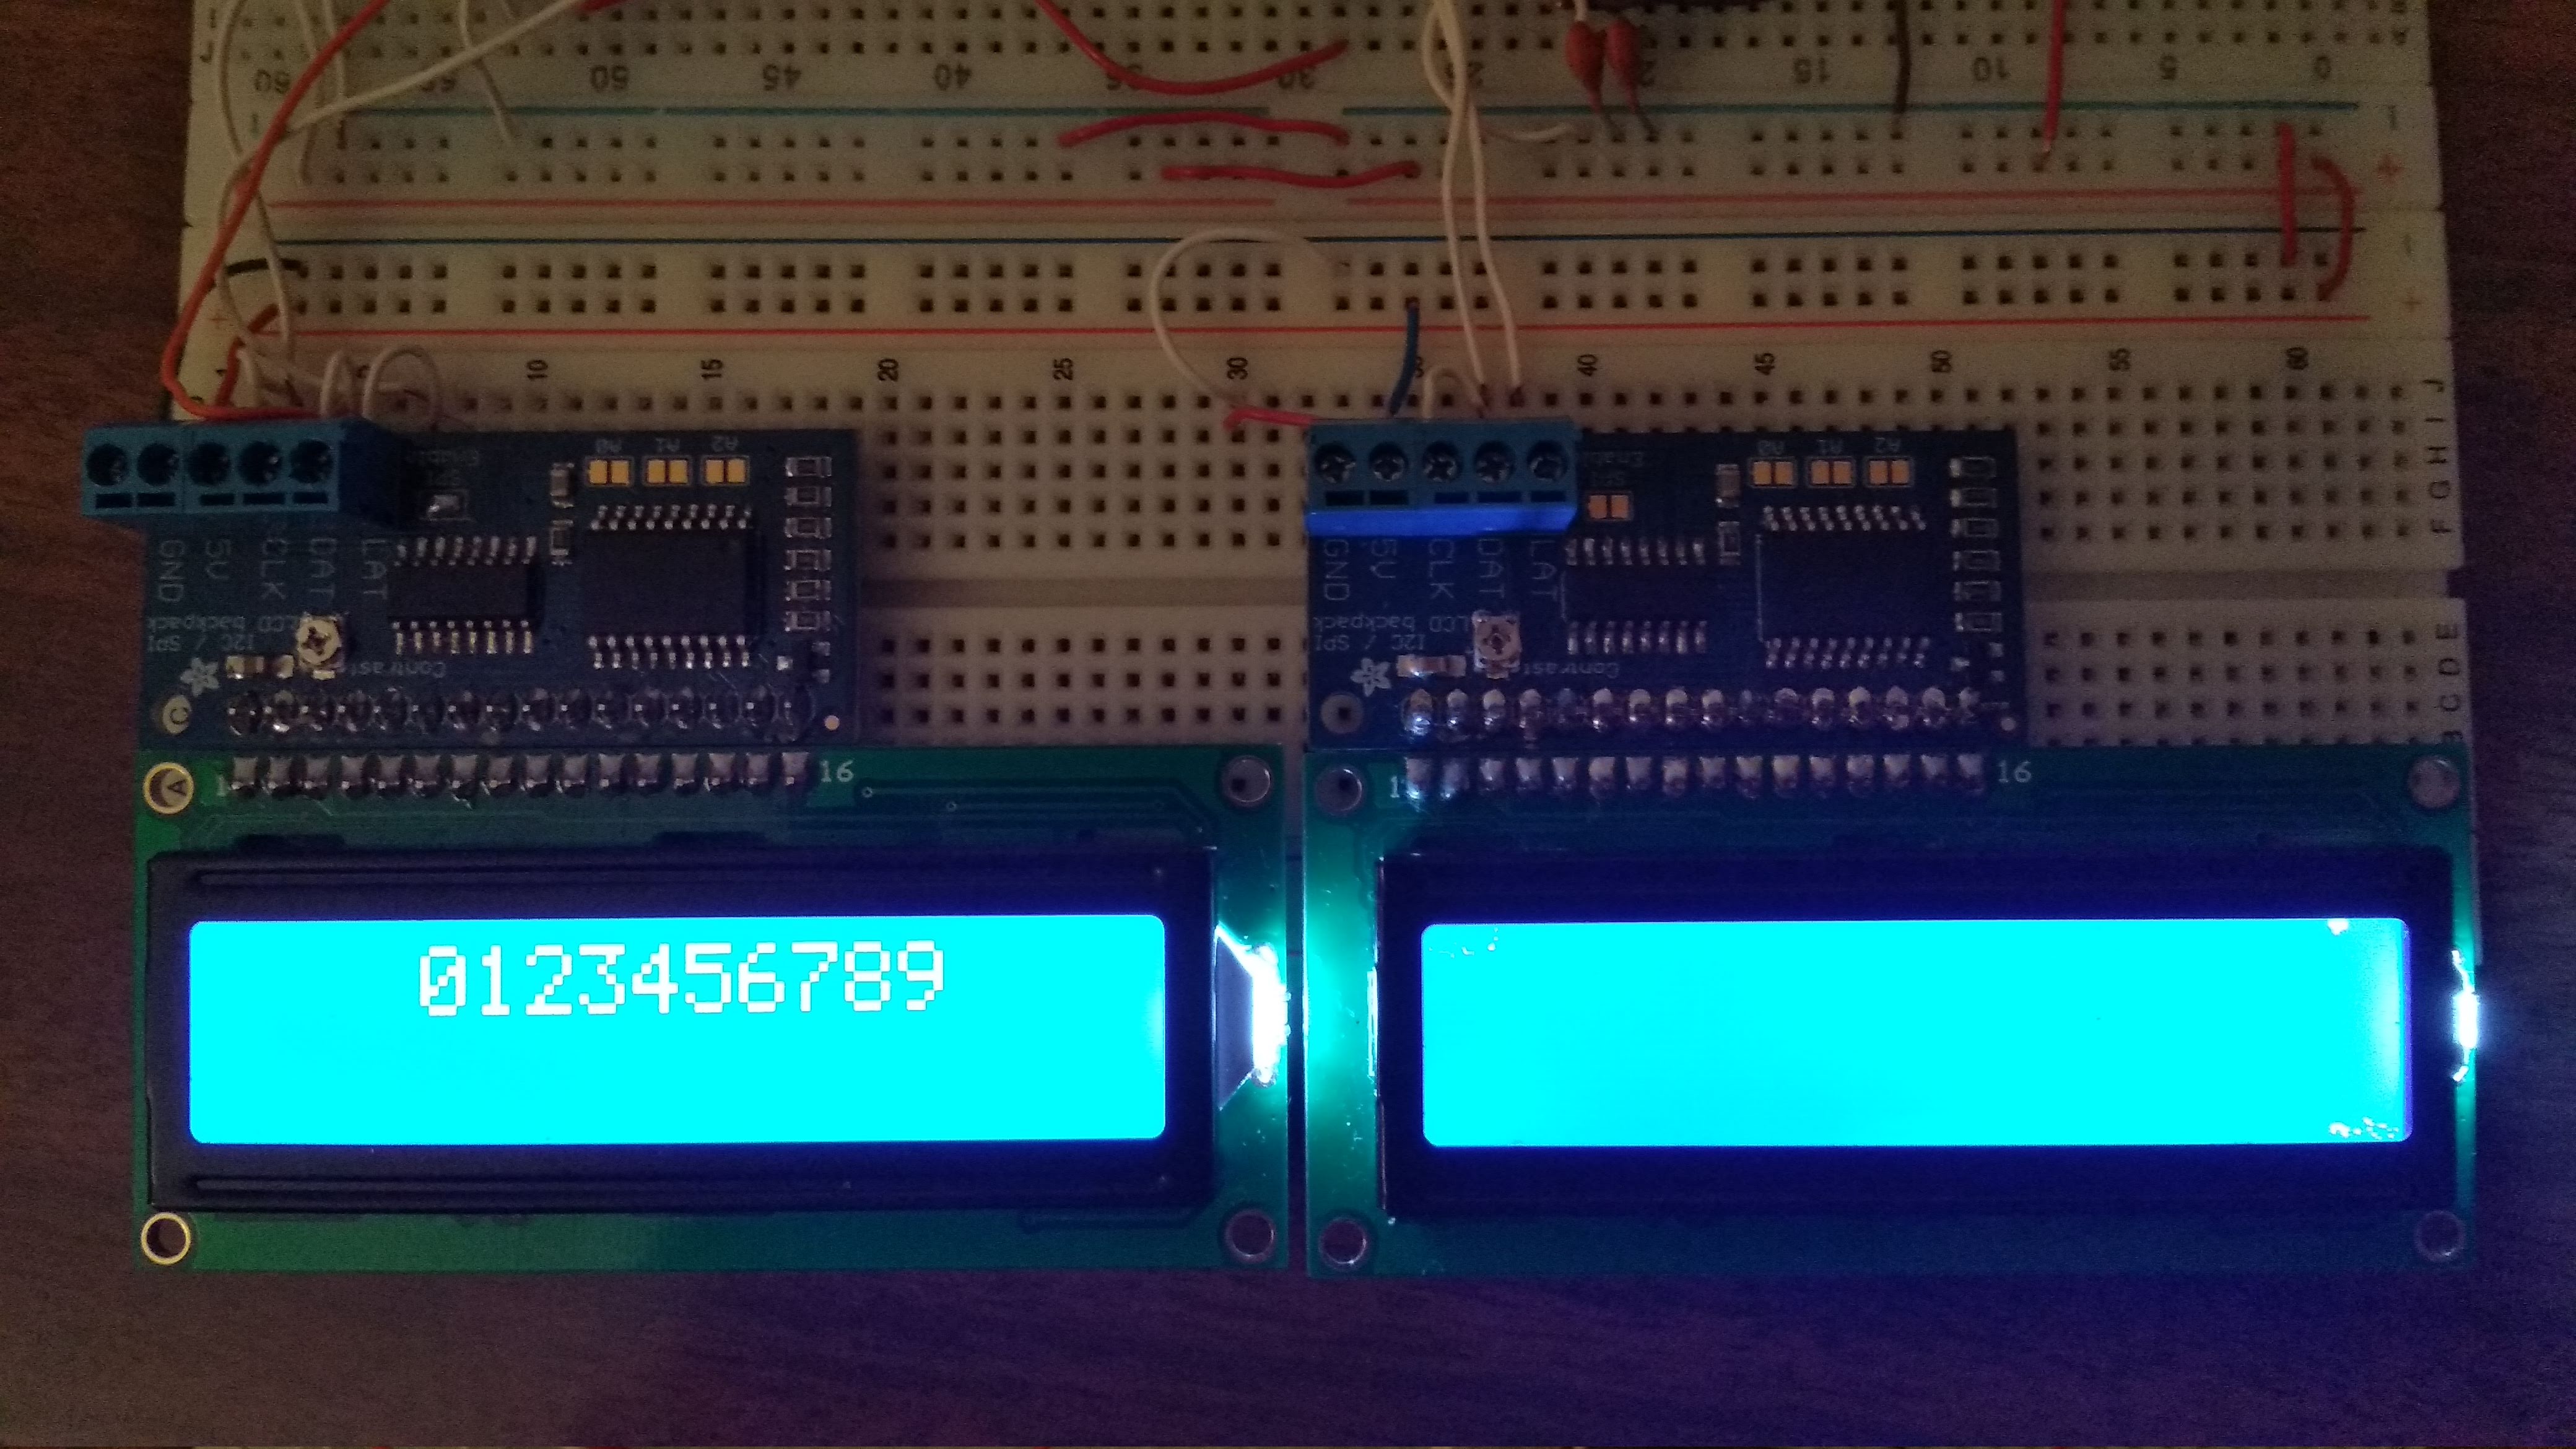 J
60
50
45
40
30
15
10
5
0
10
15
20
25
30
40
45
50
55
60
J
I
H
G
F
E
D
C
B
A0 A1 A2
GND
5V
CLK
DAT
LAT
I2C / SPI
LCD backpack
Contrast
1
16
0123456789
A0 A1 A2
GND
5V
CLK
DAT
LAT
I2C / SPI
LCD backpack
Contrast
1
16